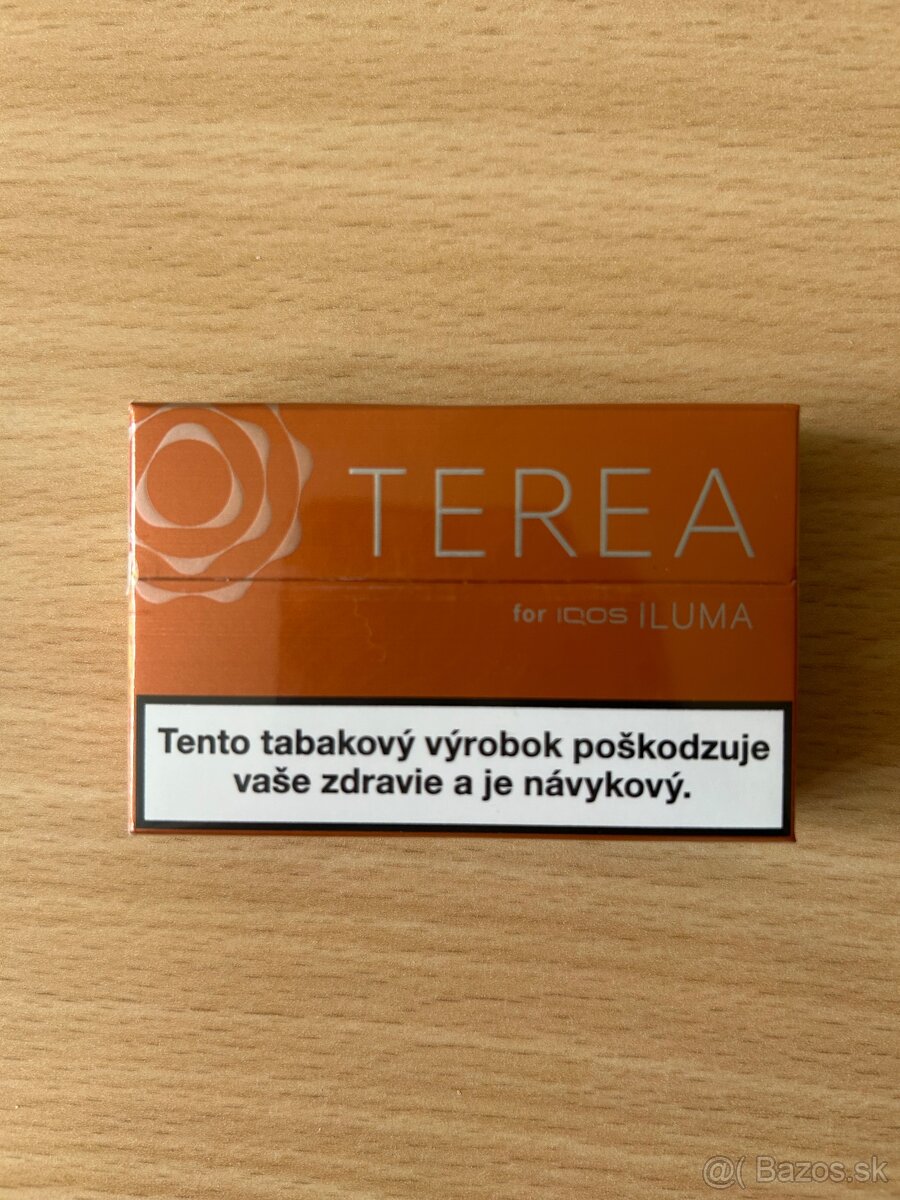 TEREA
for IQOS ILUMA
Tento tabakový výrobok poškodzuje
vaše zdravie a je návykový.
@( Bazos.sk